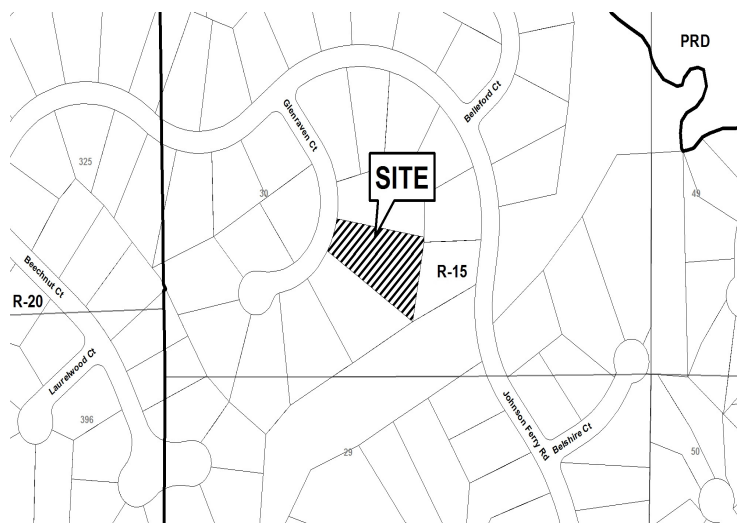 PRD
Belleford Ct
Glenraven Ct
325
SITE
30
49
Beechnut Ct
R-15
R-20
Laurelwood Ct
Johnson Ferry Rd
396
Belshire Ct
29
50